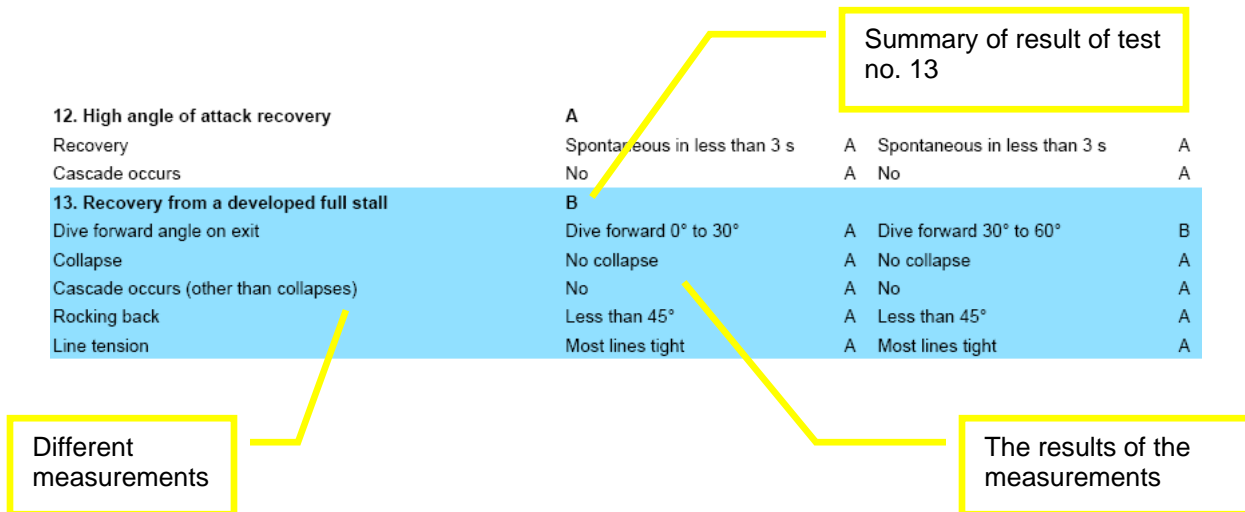 Summary of result of test
no. 13
12. High angle of attack recovery A
Recovery Spontaneous in less than 3 s A Spontaneous in less than 3 s A
Cascade occurs No A No A
13. Recovery from a developed full stall B
Dive forward angle on exit Dive forward 0° to 30° A Dive forward 30° to 60° B
Collapse No collapse A No collapse A
Cascade occurs (other than collapses) No A No A
Rocking back Less than 45° A Less than 45° A
Line tension Most lines tight A Most lines tight A
Different
measurements
The results of the
measurements